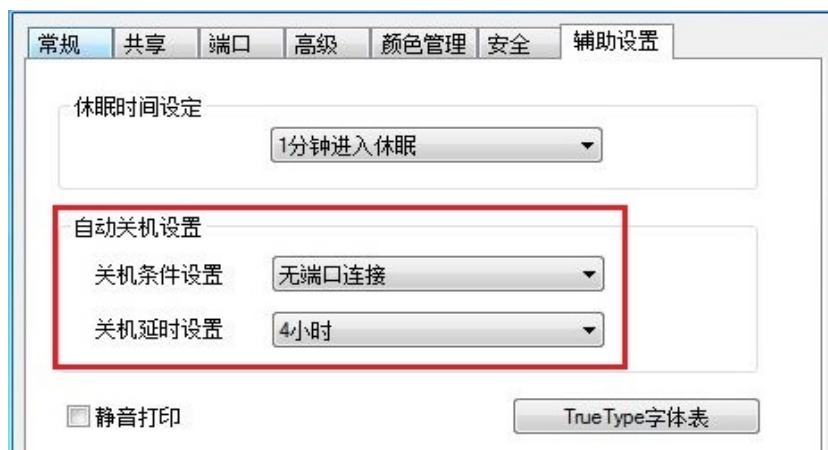 常规 共享 端口 高级 颜色管理 安全 辅助设置
休眠时间设定
1分钟进入休眠
自动关机设置
关机条件设置 无端口连接
关机延时设置 4小时
静音打印 TrueType字体表